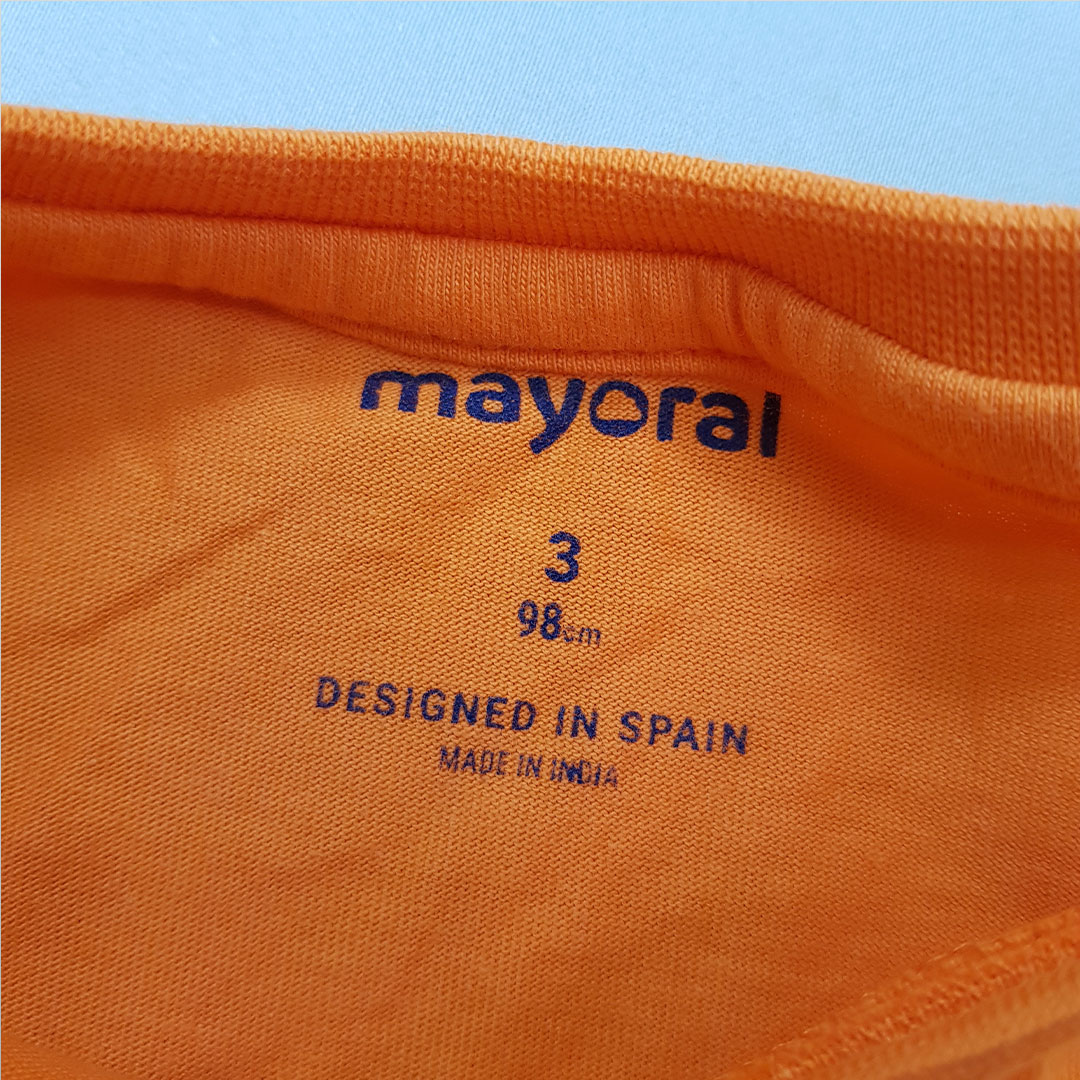 mayoral
3
98cm
DESIGNED IN SPAIN
MADE IN INDIA